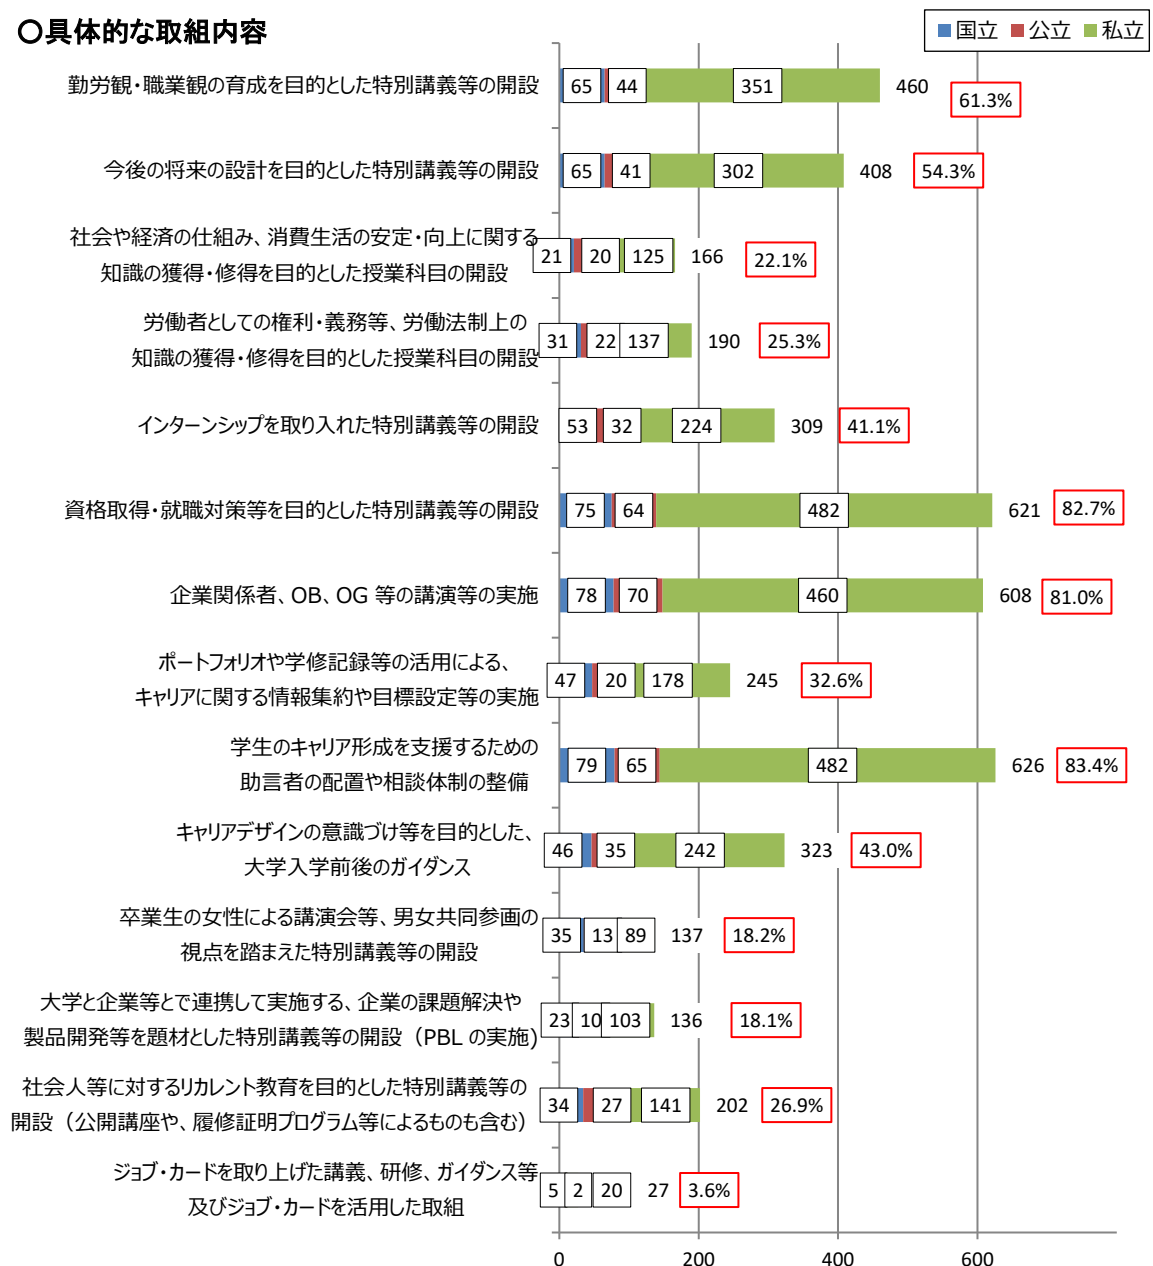 〇具体的な取組内容
国立 公立 私立
勤労観・職業観の育成を目的とした特別講義等の開設 65 44 351 460 61.3%
今後の将来の設計を目的とした特別講義等の開設 65 41 302 408 54.3%
社会や経済の仕組み、消費生活の安定・向上に関する
知識の獲得・修得を目的とした授業科目の開設
21 20 125 166 22.1%
労働者としての権利・義務等、労働法制上の
知識の獲得・修得を目的とした授業科目の開設
31 22 137 190 25.3%
インターンシップを取り入れた特別講義等の開設 53 32 224 309 41.1%
資格取得・就職対策等を目的とした特別講義等の開設 75 64 482 621 82.7%
企業関係者、OB、OG 等の講演等の実施 78 70 460 608 81.0%
ポートフォリオや学修記録等の活用による、
キャリアに関する情報集約や目標設定等の実施
47 20 178 245 32.6%
学生のキャリア形成を支援するための
助言者の配置や相談体制の整備
79 65 482 626 83.4%
キャリアデザインの意識づけ等を目的とした、
大学入学前後のガイダンス
46 35 242 323 43.0%
卒業生の女性による講演会等、男女共同参画の
視点を踏まえた特別講義等の開設
35 13 89 137 18.2%
大学と企業等とで連携して実施する、企業の課題解決や
製品開発等を題材とした特別講義等の開設（PBL の実施）
23 10 103 136 18.1%
社会人等に対するリカレント教育を目的とした特別講義等の
開設（公開講座や、履修証明プログラム等によるものも含む）
34 27 141 202 26.9%
ジョブ・カードを取り上げた講義、研修、ガイダンス等
及びジョブ・カードを活用した取組
5 2 20 27 3.6%
0 200 400 600